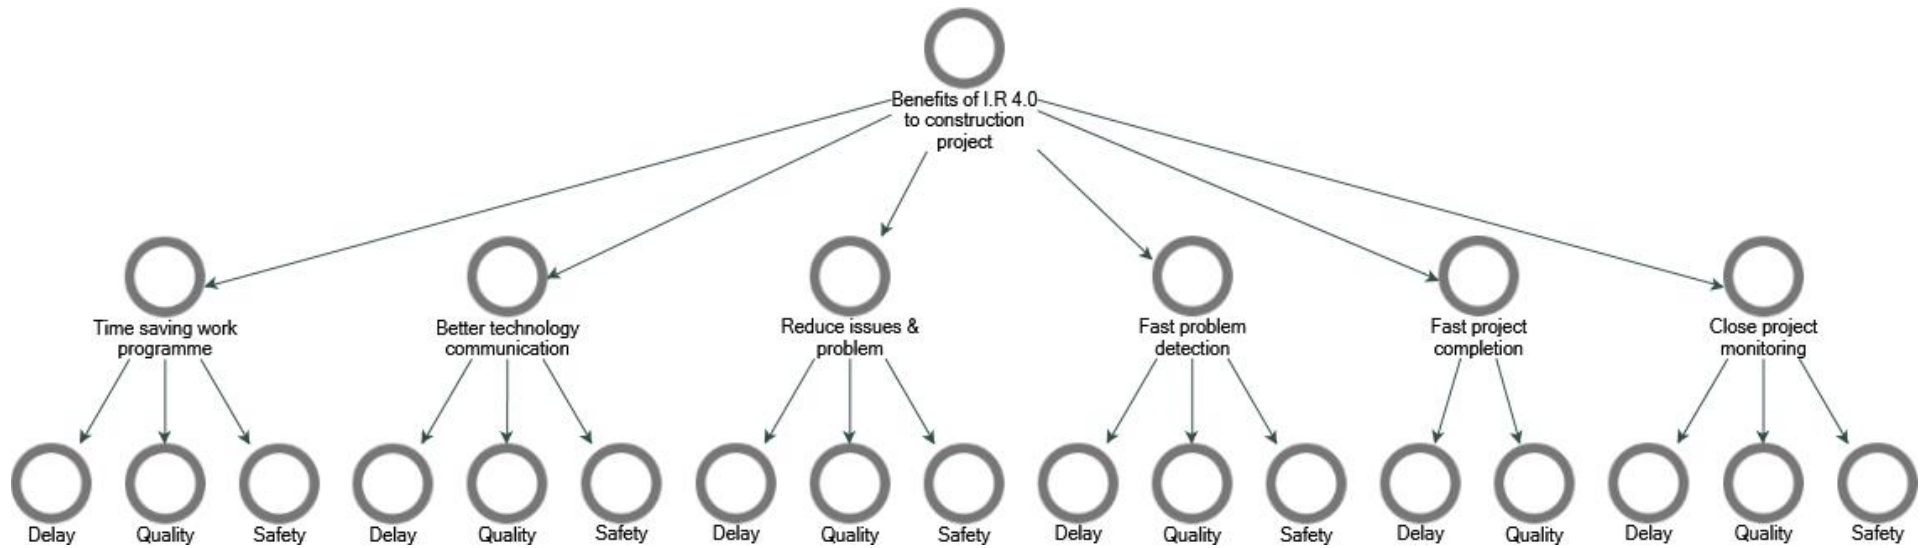 Benefits of I.R 4.0
to construction
project
Time saving work
programme
Better technology
communication
Reduce issues &
problem
Fast problem
detection
Fast project
completion
Close project
monitoring
Delay
Quality
Safety
Delay
Quality
Safety
Delay
Quality
Safety
Delay
Quality
Safety
Delay
Quality
Delay
Quality
Safety